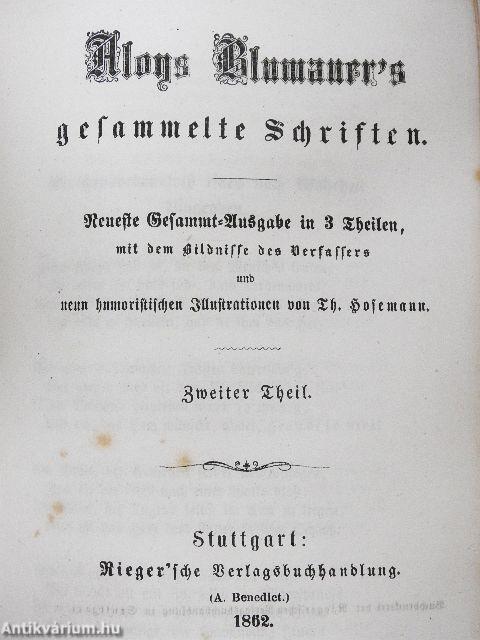 Aloys Blumauer's
gesammelte Schriften.
Neueste Gesammt-Ausgabe in 3 Theilen,
mit dem Bildnisse des Verfassers
und
neun humoristischen Illustrationen von Th. Hosemann.
Zweiter Theil.
Stuttgart:
Rieger'sche Verlagsbuchhandlung.
(A. Benedict.)
1862.
Antikvárium.hu